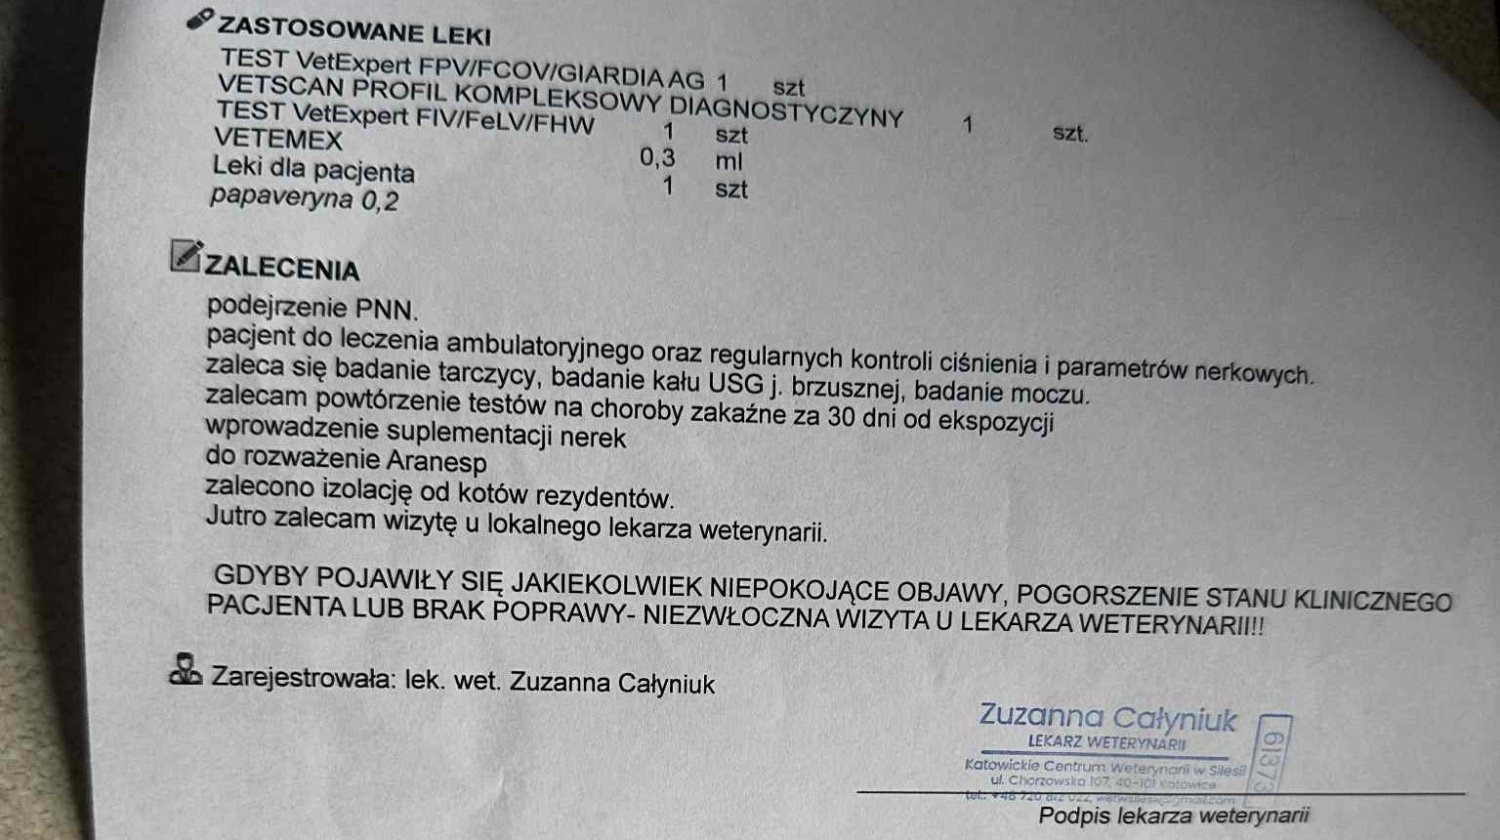 ZASTOSOWANE LEKI
TEST VetExpert FPV/FCOV/GIARDIA AG 1 szt
VETSCAN PROFIL KOMPLEKSOWY DIAGNOSTYCZYNY 1 szt.
TEST VetExpert FIV/FeLV/FHW 1 szt
VETEMEX 0,3 ml
Leki dla pacjenta 1 szt
papaveryna 0,2
ZALECENIA
podejrzenie PNN.
pacjent do leczenia ambulatoryjnego oraz regularnych kontroli ciśnienia i parametrów nerkowych.
zaleca się badanie tarczycy, badanie kału USG j. brzusznej, badanie moczu.
zalecam powtórzenie testów na choroby zakaźne za 30 dni od ekspozycji
wprowadzenie suplementacji nerek
do rozważenie Aranesp
zalecono izolację od kotów rezydentów.
Jutro zalecam wizytę u lokalnego lekarza weterynarii.
GDYBY POJAWIŁY SIĘ JAKIEKOLWIEK NIEPOKOJĄCE OBJAWY, POGORSZENIE STANU KLINICZNEGO
PACJENTA LUB BRAK POPRAWY- NIEZWŁOCZNA WIZYTA U LEKARZA WETERYNARII!!
Zarejestrowała: lek. wet. Zuzanna Całyniuk
Zuzanna Całyniuk
LEKARZ WETERYNARII
61373
Katowickie Centrum Weterynarii w Silesii
ul. Chorzowska 107, 40-101 Katowice
tel.: +48 720 812 022,
Podpis lekarza weterynarii